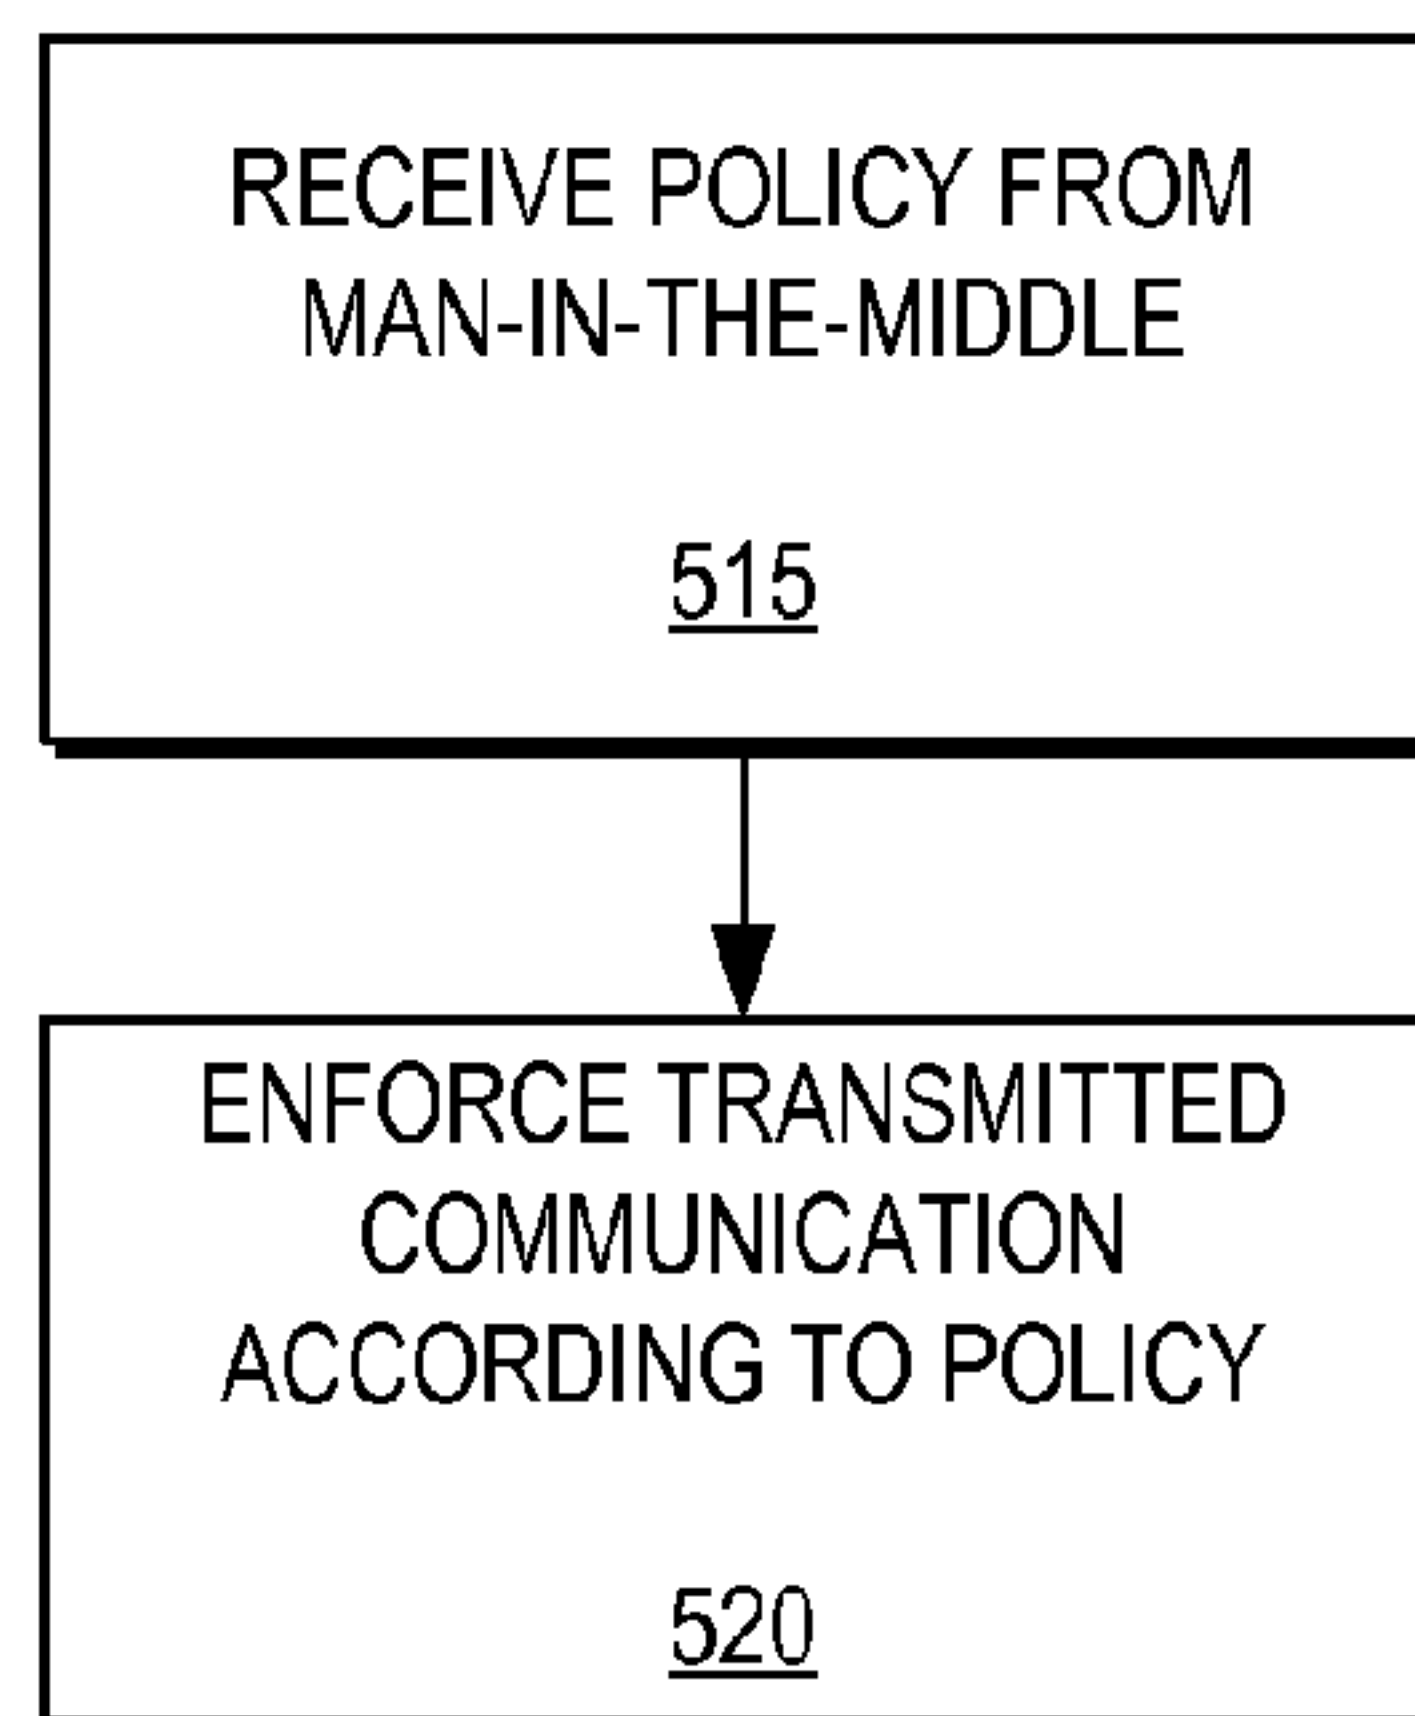 RECEIVE POLICY FROM
MAN-IN-THE-MIDDLE
515
ENFORCE TRANSMITTED
COMMUNICATION
ACCORDING TO POLICY
520